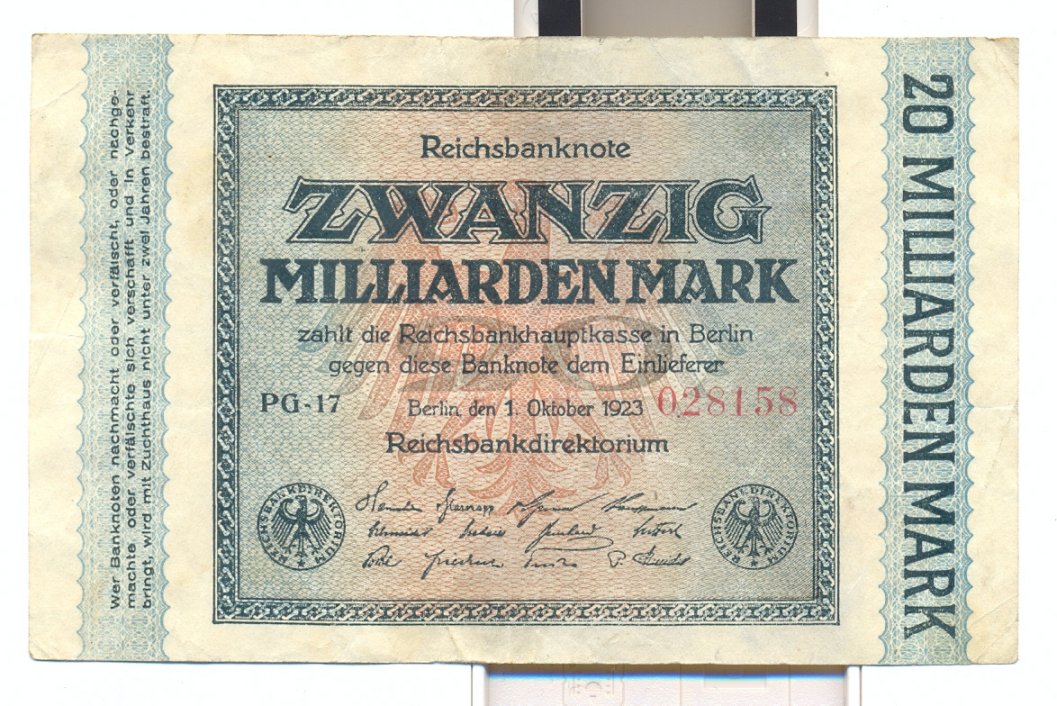 Wer Banknoten nachmacht oder verfälscht, oder nachge-
machte oder verfälschte sich verschafft und in Verkehr
bringt, wird mit Zuchthaus nicht unter zwei Jahren bestraft.
Reichsbanknote
ZWANZIG
MILLIARDEN MARK
zahlt die Reichsbankhauptkasse in Berlin
gegen diese Banknote dem Einlieferer
PG-17 Berlin, den 1. Oktober 1923 028158
Reichsbankdirektorium
REICHSBANKDIREKTORIUM
REICHSBANKDIREKTORIUM
20 MILLIARDEN MARK